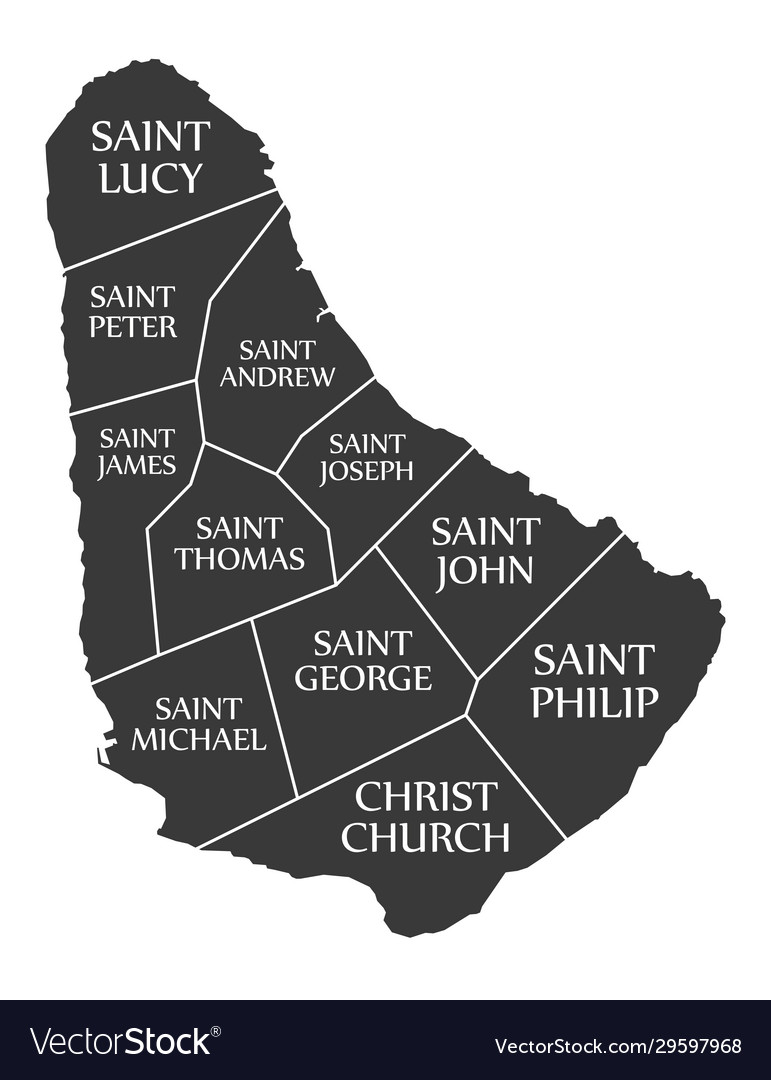 SAINT
LUCY
SAINT
PETER
SAINT
ANDREW
SAINT
JAMES
SAINT
JOSEPH
SAINT
THOMAS
SAINT
JOHN
SAINT
GEORGE
SAINT
PHILIP
SAINT
MICHAEL
CHRIST
CHURCH
VectorStock®
VectorStock.com/29597968